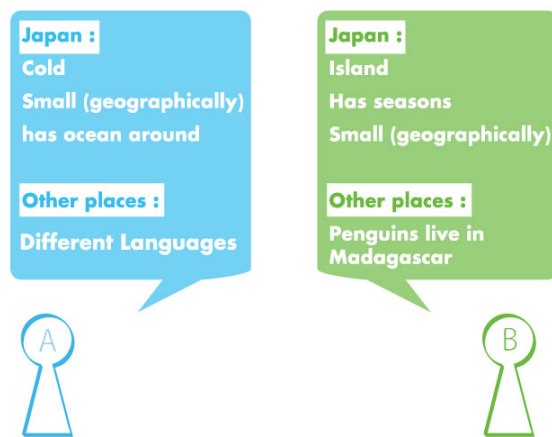 Japan :
Cold
Small (geographically)
has ocean around
Other places :
Different Languages
A
Japan :
Island
Has seasons
Small (geographically)
Other places :
Penguins live in
Madagascar
B